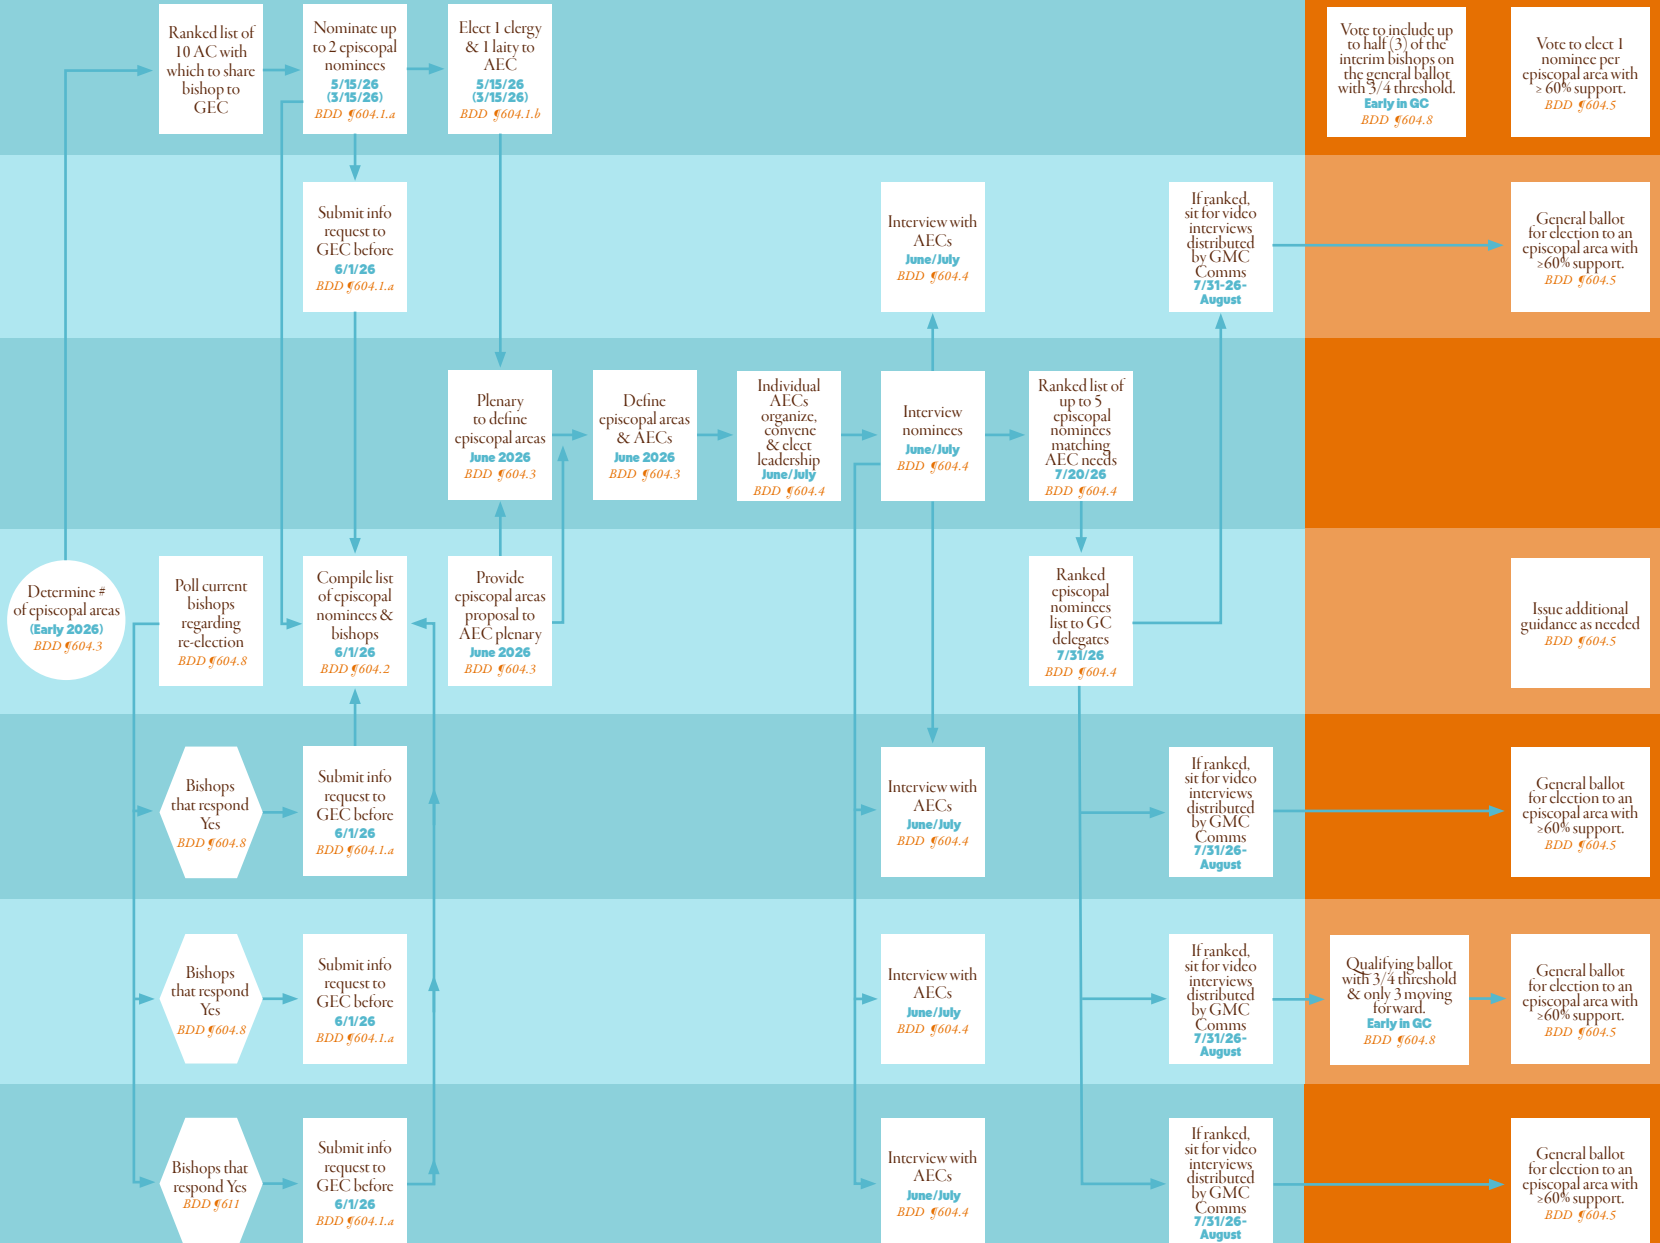 Ranked list of
10 AC with
which to share
bishop to
GEC
Nominate up
to 2 episcopal
nominees
5/15/26
(3/15/26)
BDD ¶604.1.a
Elect 1 clergy
& 1 laity to
AEC
5/15/26
(3/15/26)
BDD ¶604.1.b
Vote to include up
to half (3) of the
interim bishops on
the general ballot
with 3/4 threshold.
Early in GC
BDD ¶604.8
Vote to elect 1
nominee per
episcopal area with
≥ 60% support.
BDD ¶604.5
Submit info
request to
GEC before
6/1/26
BDD ¶604.1.a
Interview with
AECs
June/July
BDD ¶604.4
If ranked,
sit for video
interviews
distributed
by GMC
Comms
7/31-26-
August
General ballot
for election to an
episcopal area with
≥60% support.
BDD ¶604.5
Plenary
to define
episcopal areas
June 2026
BDD ¶604.3
Define
episcopal areas
& AECs
June 2026
BDD ¶604.3
Individual
AECs
organize,
convene
& elect
leadership
June/July
BDD ¶604.4
Interview
nominees
June/July
BDD ¶604.4
Ranked list of
up to 5
episcopal
nominees
matching
AEC needs
7/20/26
BDD ¶604.4
Determine #
of episcopal areas
(Early 2026)
BDD ¶604.3
Poll current
bishops
regarding
re-election
BDD ¶604.8
Compile list
of episcopal
nominees &
bishops
6/1/26
BDD ¶604.2
Provide
episcopal areas
proposal to
AEC plenary
June 2026
BDD ¶604.3
Ranked
episcopal
nominees
list to GC
delegates
7/31/26
BDD ¶604.4
Issue additional
guidance as needed
BDD ¶604.5
Bishops
that respond
Yes
BDD ¶604.8
Submit info
request to
GEC before
6/1/26
BDD ¶604.1.a
Interview with
AECs
June/July
BDD ¶604.4
If ranked,
sit for video
interviews
distributed
by GMC
Comms
7/31/26-
August
General ballot
for election to an
episcopal area with
≥60% support.
BDD ¶604.5
Bishops
that respond
Yes
BDD ¶604.8
Submit info
request to
GEC before
6/1/26
BDD ¶604.1.a
Interview with
AECs
June/July
BDD ¶604.4
If ranked,
sit for video
interviews
distributed
by GMC
Comms
7/31/26-
August
Qualifying ballot
with 3/4 threshold
& only 3 moving
forward.
Early in GC
BDD ¶604.8
General ballot
for election to an
episcopal area with
≥60% support.
BDD ¶604.5
Bishops that
respond Yes
BDD ¶611
Submit info
request to
GEC before
6/1/26
BDD ¶604.1.a
Interview with
AECs
June/July
BDD ¶604.4
If ranked,
sit for video
interviews
distributed
by GMC
Comms
7/31/26-
August
General ballot
for election to an
episcopal area with
≥60% support.
BDD ¶604.5